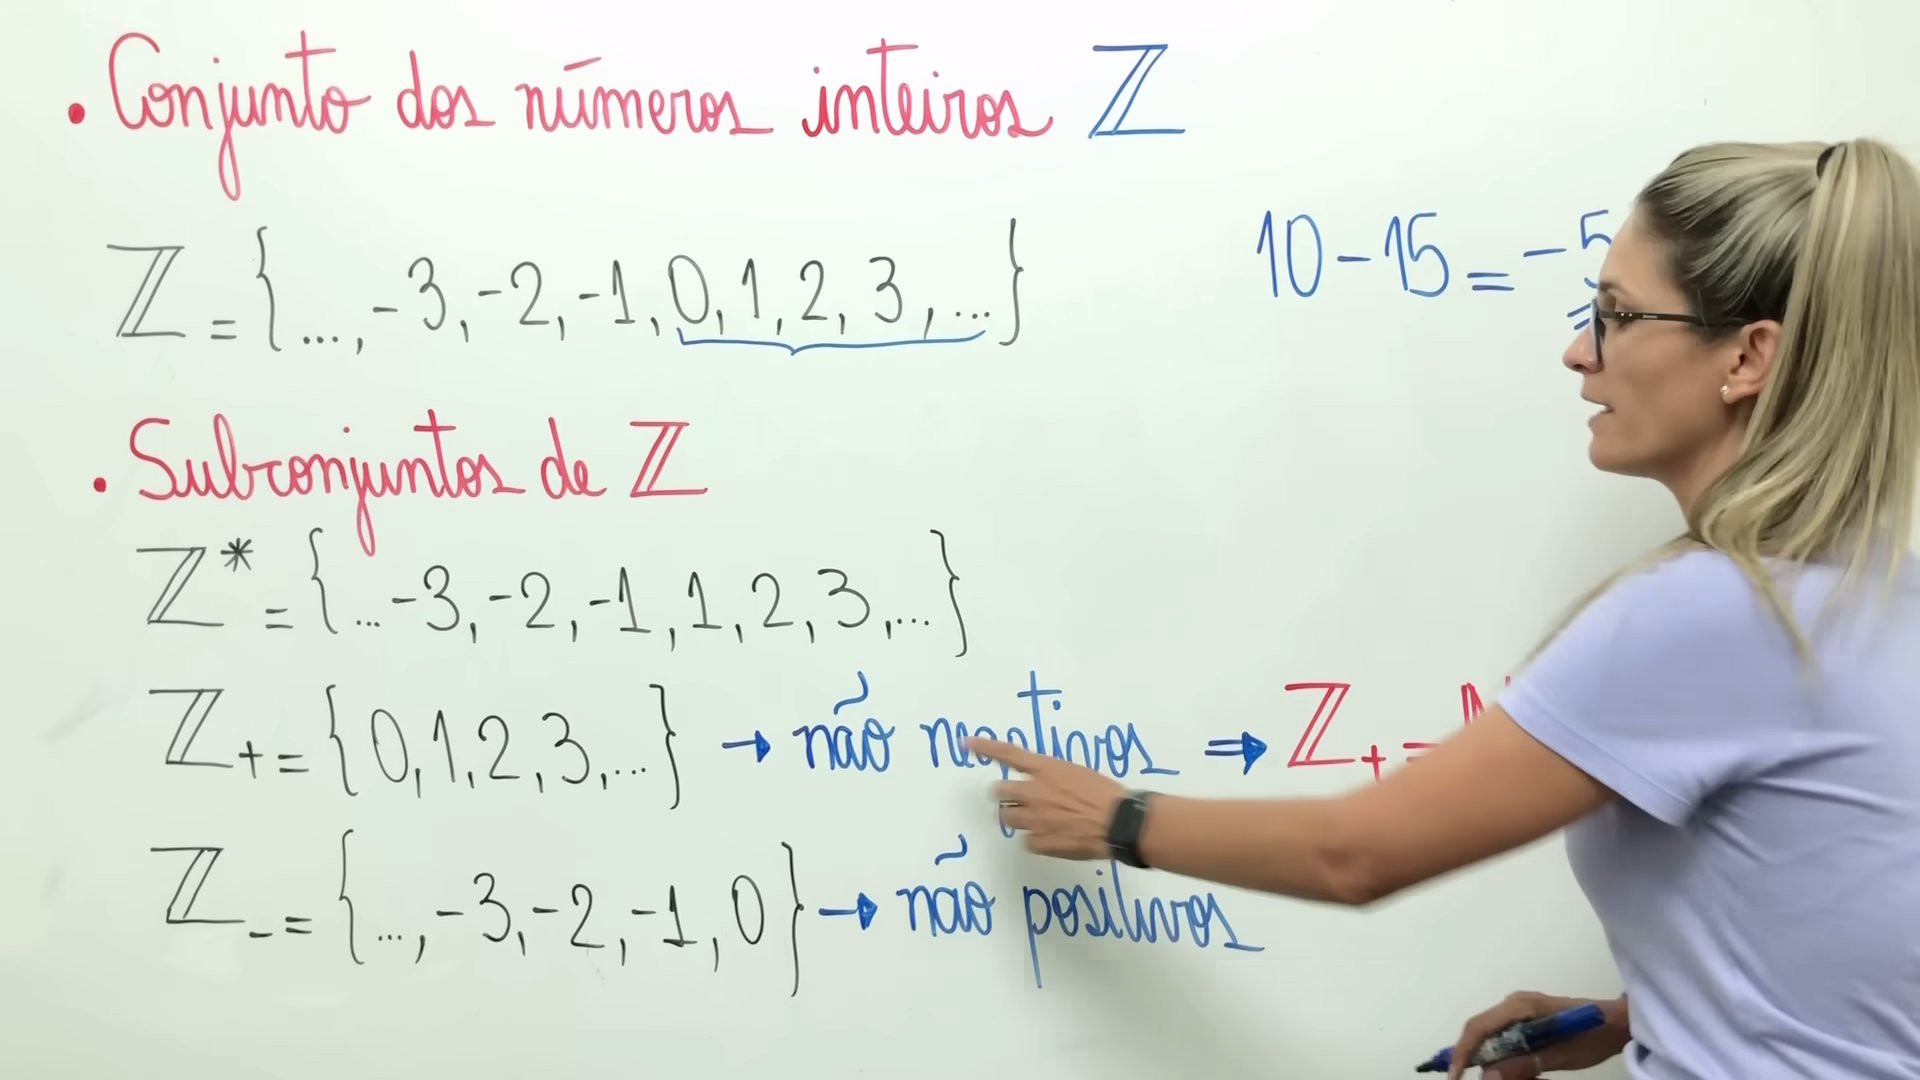 • Conjunto dos números inteiros ℤ
ℤ = {..., -3, -2, -1, 0, 1, 2, 3, ...}
10 - 15 = -5
• Subconjuntos de ℤ
ℤ* = {... -3, -2, -1, 1, 2, 3, ...}
ℤ+ = {0, 1, 2, 3, ...} → não negativos ⇒ ℤ+ =
ℤ- = {..., -3, -2, -1, 0} → não positivos